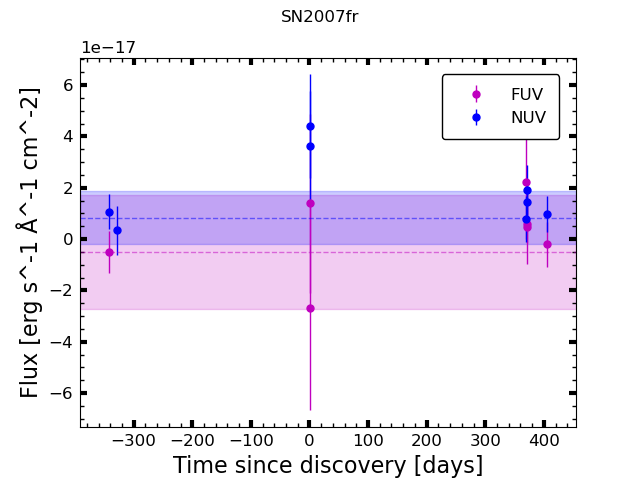 SN2007fr
1e−17
6
4
2
0
−2
−4
−6
Flux [erg s^-1 Å^-1 cm^-2]
FUV
NUV
−300 −200 −100 0 100 200 300 400
Time since discovery [days]